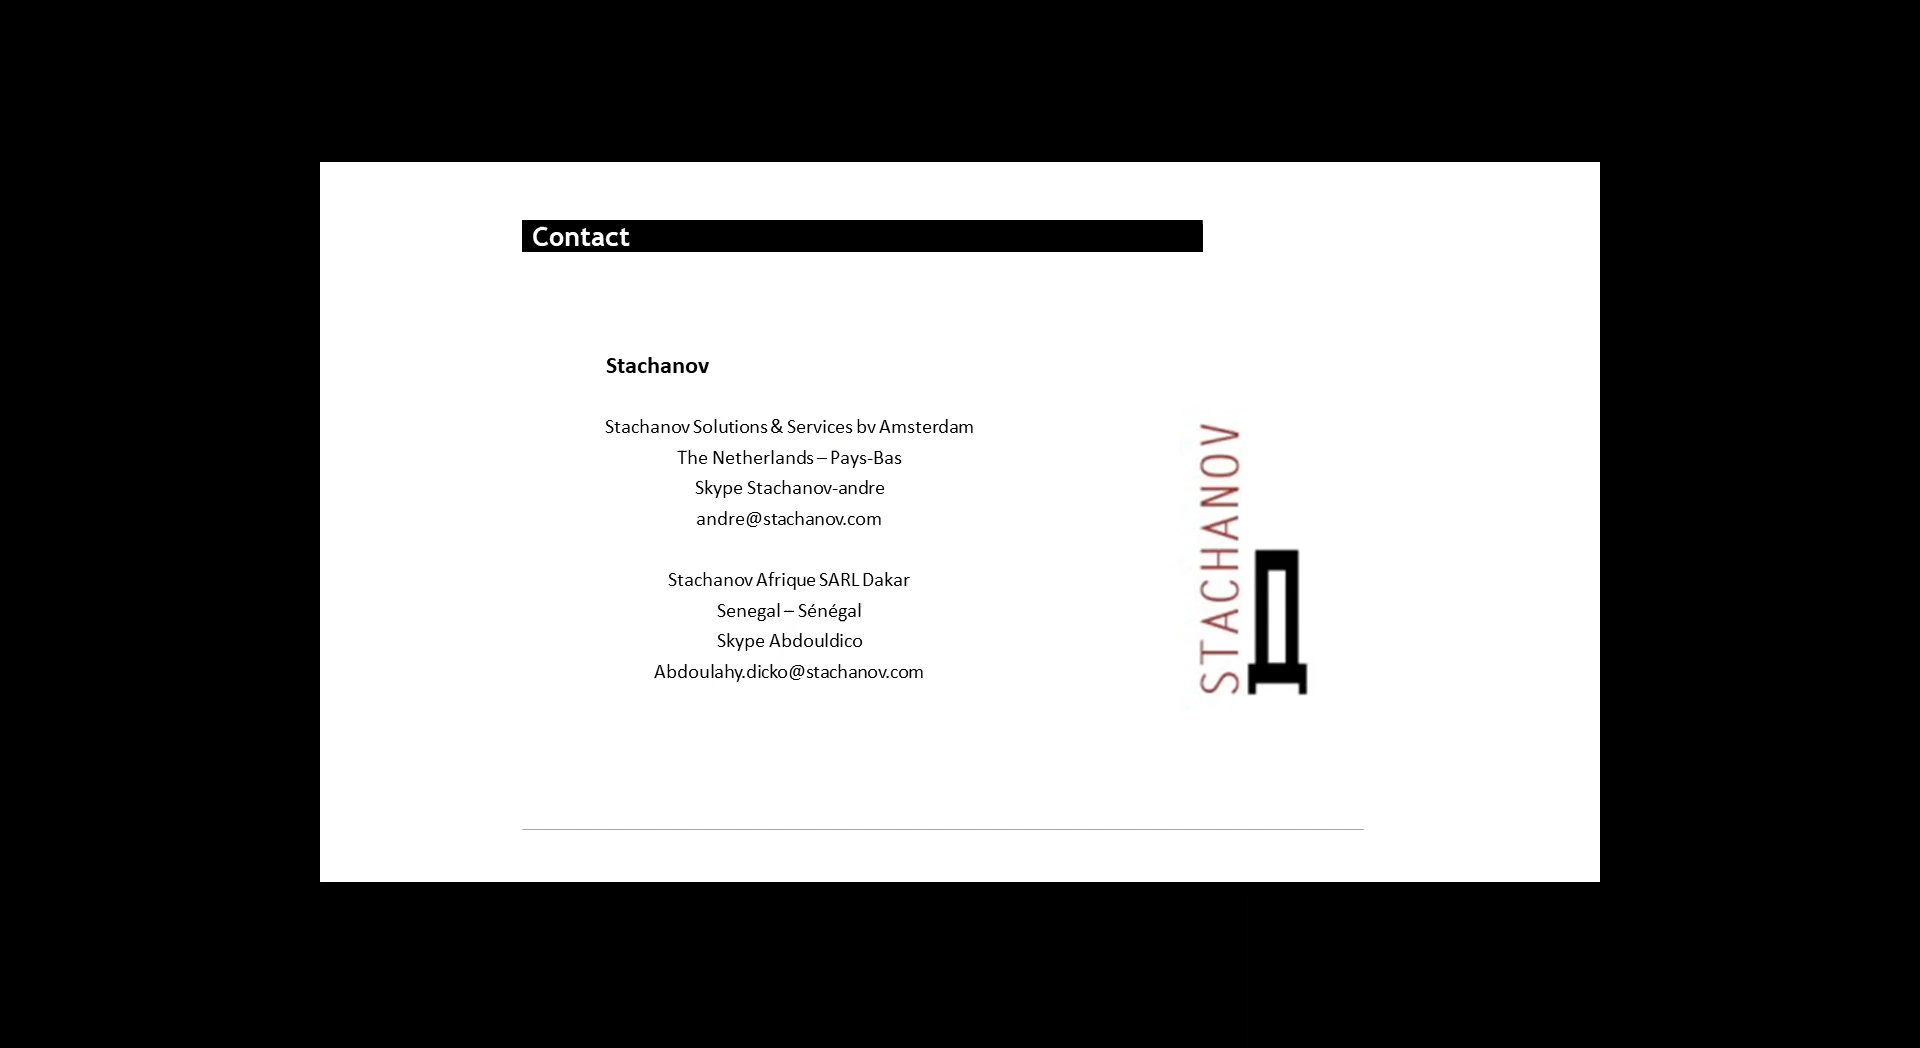 Contact
Stachanov
Stachanov Solutions & Services bv Amsterdam
The Netherlands – Pays-Bas
Skype Stachanov-andre
andre@stachanov.com
Stachanov Afrique SARL Dakar
Senegal – Sénégal
Skype Abdouldico
Abdoulahy.dicko@stachanov.com
STACHANOV